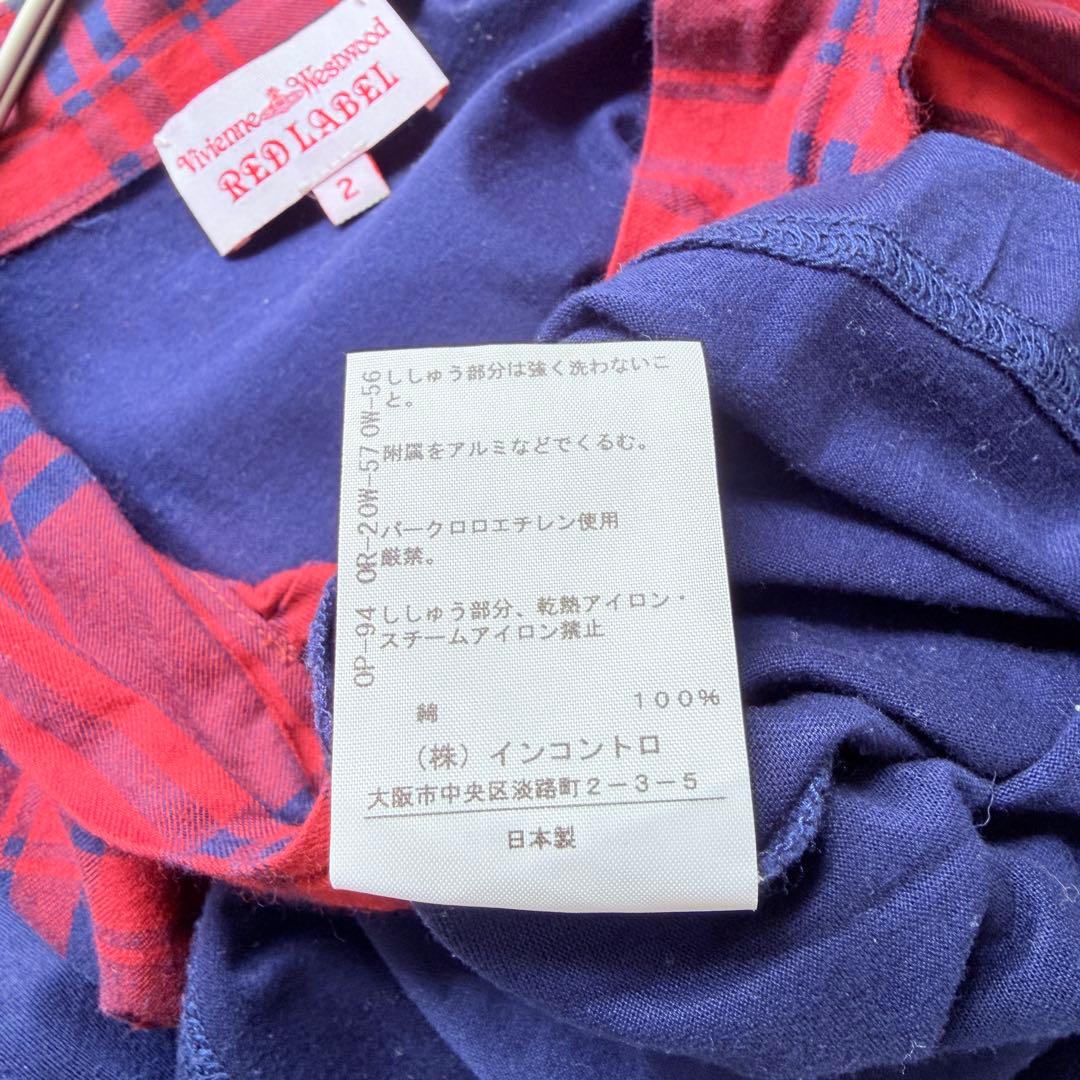 Vivienne Westwood
RED LABEL
2
ししゅう部分は強く洗わないこ
と。
附属をアルミなどでくるむ。
パークロロエチレン使用
厳禁。
ししゅう部分、乾熱アイロン・
スチームアイロン禁止
綿 100%
(株)インコントロ
大阪市中央区淡路町2-3-5
日本製
OP-94 OR-2 OW-57 OW-56